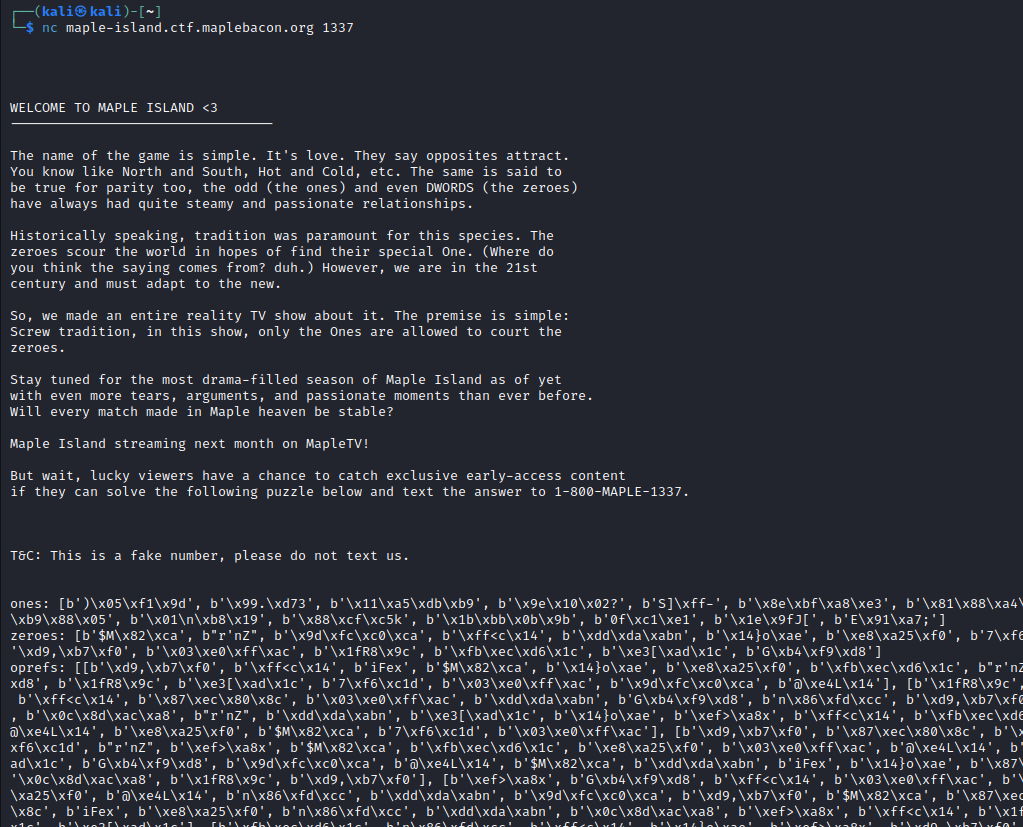 ┌──(kali㉿kali)-[~]
└─$ nc maple-island.ctf.maplebacon.org 1337
WELCOME TO MAPLE ISLAND <3
The name of the game is simple. It's love. They say opposites attract.
You know like North and South, Hot and Cold, etc. The same is said to
be true for parity too, the odd (the ones) and even DWORDS (the zeroes)
have always had quite steamy and passionate relationships.
Historically speaking, tradition was paramount for this species. The
zeroes scour the world in hopes of find their special One. (Where do
you think the saying comes from? duh.) However, we are in the 21st
century and must adapt to the new.
So, we made an entire reality TV show about it. The premise is simple:
Screw tradition, in this show, only the Ones are allowed to court the
zeroes.
Stay tuned for the most drama-filled season of Maple Island as of yet
with even more tears, arguments, and passionate moments than ever before.
Will every match made in Maple heaven be stable?
Maple Island streaming next month on MapleTV!
But wait, lucky viewers have a chance to catch exclusive early-access content
if they can solve the following puzzle below and text the answer to 1-800-MAPLE-1337.
T&C: This is a fake number, please do not text us.
ones: [b')\x05\xf1\x9d', b'\x99.\xd73', b'\x11\xa5\xdb\xb9', b'\x9e\x10\x02?', b'S]\xff-', b'\x8e\xbf\xa8\xe3', b'\x81\x88\xa4
\xb9\x88\x05', b'\x01\n\xb8\x19', b'\x88\xcf\xc5k', b'\x1b\xbb\x0b\x9b', b'0f\xc1\xe1', b'\x1e\x9fJ[', b'E\x91\xa7;']
zeroes: [b'$M\x82\xca', b"r'nZ", b'\x9d\xfc\xc0\xca', b'\xff<c\x14', b'\xdd\xda\xabn', b'\x14}o\xae', b'\xe8\xa25\xf0', b'7\xf6
'\xd9,\xb7\xf0', b'\x03\xe0\xff\xac', b'\x1fR8\x9c', b'\xfb\xec\xd6\x1c', b'\xe3[\xad\x1c', b'G\xb4\xf9\xd8']
oprefs: [[b'\xd9,\xb7\xf0', b'\xff<c\x14', b'iFex', b'$M\x82\xca', b'\x14}o\xae', b'\xe8\xa25\xf0', b'\xfb\xec\xd6\x1c', b"r'nZ
xd8', b'\x1fR8\x9c', b'\xe3[\xad\x1c', b'7\xf6\xc1d', b'\x03\xe0\xff\xac', b'\x9d\xfc\xc0\xca', b'@\xe4L\x14'], [b'\x1fR8\x9c',
b'\xff<c\x14', b'\x87\xec\x80\x8c', b'\x03\xe0\xff\xac', b'\xdd\xda\xabn', b'G\xb4\xf9\xd8', b'n\x86\xfd\xcc', b'\xd9,\xb7\xf0'
, b'\x0c\x8d\xac\xa8', b"r'nZ", b'\xdd\xda\xabn', b'\xe3[\xad\x1c', b'\x14}o\xae', b'\xef>\xa8x', b'\xff<c\x14', b'\xfb\xec\xd6
@\xe4L\x14', b'\xe8\xa25\xf0', b'$M\x82\xca', b'7\xf6\xc1d', b'\x03\xe0\xff\xac'], [b'\xd9,\xb7\xf0', b'\x87\xec\x80\x8c', b'\x
xf6\xc1d', b"r'nZ", b'\xef>\xa8x', b'$M\x82\xca', b'\xfb\xec\xd6\x1c', b'\xe8\xa25\xf0', b'\x03\xe0\xff\xac', b'@\xe4L\x14', b'
ad\x1c', b'G\xb4\xf9\xd8', b'\x9d\xfc\xc0\xca', b'@\xe4L\x14', b'$M\x82\xca', b'\xdd\xda\xabn', b'iFex', b'\x14}o\xae', b'\x87
'\x0c\x8d\xac\xa8', b'\x1fR8\x9c', b'\xd9,\xb7\xf0'], [b'\xef>\xa8x', b'G\xb4\xf9\xd8', b'\xff<c\x14', b'\x03\xe0\xff\xac', b'
\xa25\xf0', b'@\xe4L\x14', b'n\x86\xfd\xcc', b'\xdd\xda\xabn', b'\x9d\xfc\xc0\xca', b'\xd9,\xb7\xf0', b'$M\x82\xca', b'\x87\xec
\x8c', b'iFex', b'\xe8\xa25\xf0', b'n\x86\xfd\xcc', b'\xdd\xda\xabn', b'\x0c\x8d\xac\xa8', b'\xef>\xa8x', b'\xff<c\x14', b'\x1f